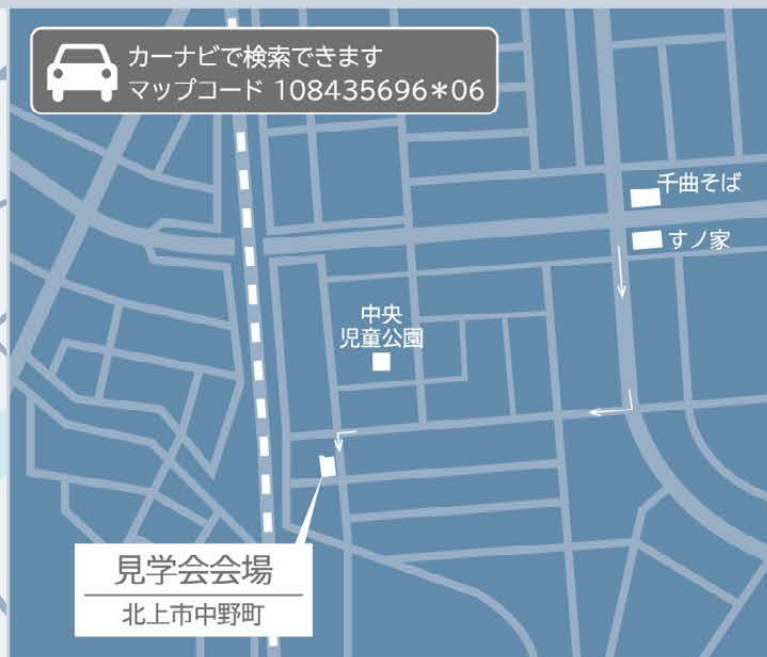 カーナビで検索できます
マップコード 108435696*06
千曲そば
すノ家
中央
児童公園
見学会会場
北上市中野町